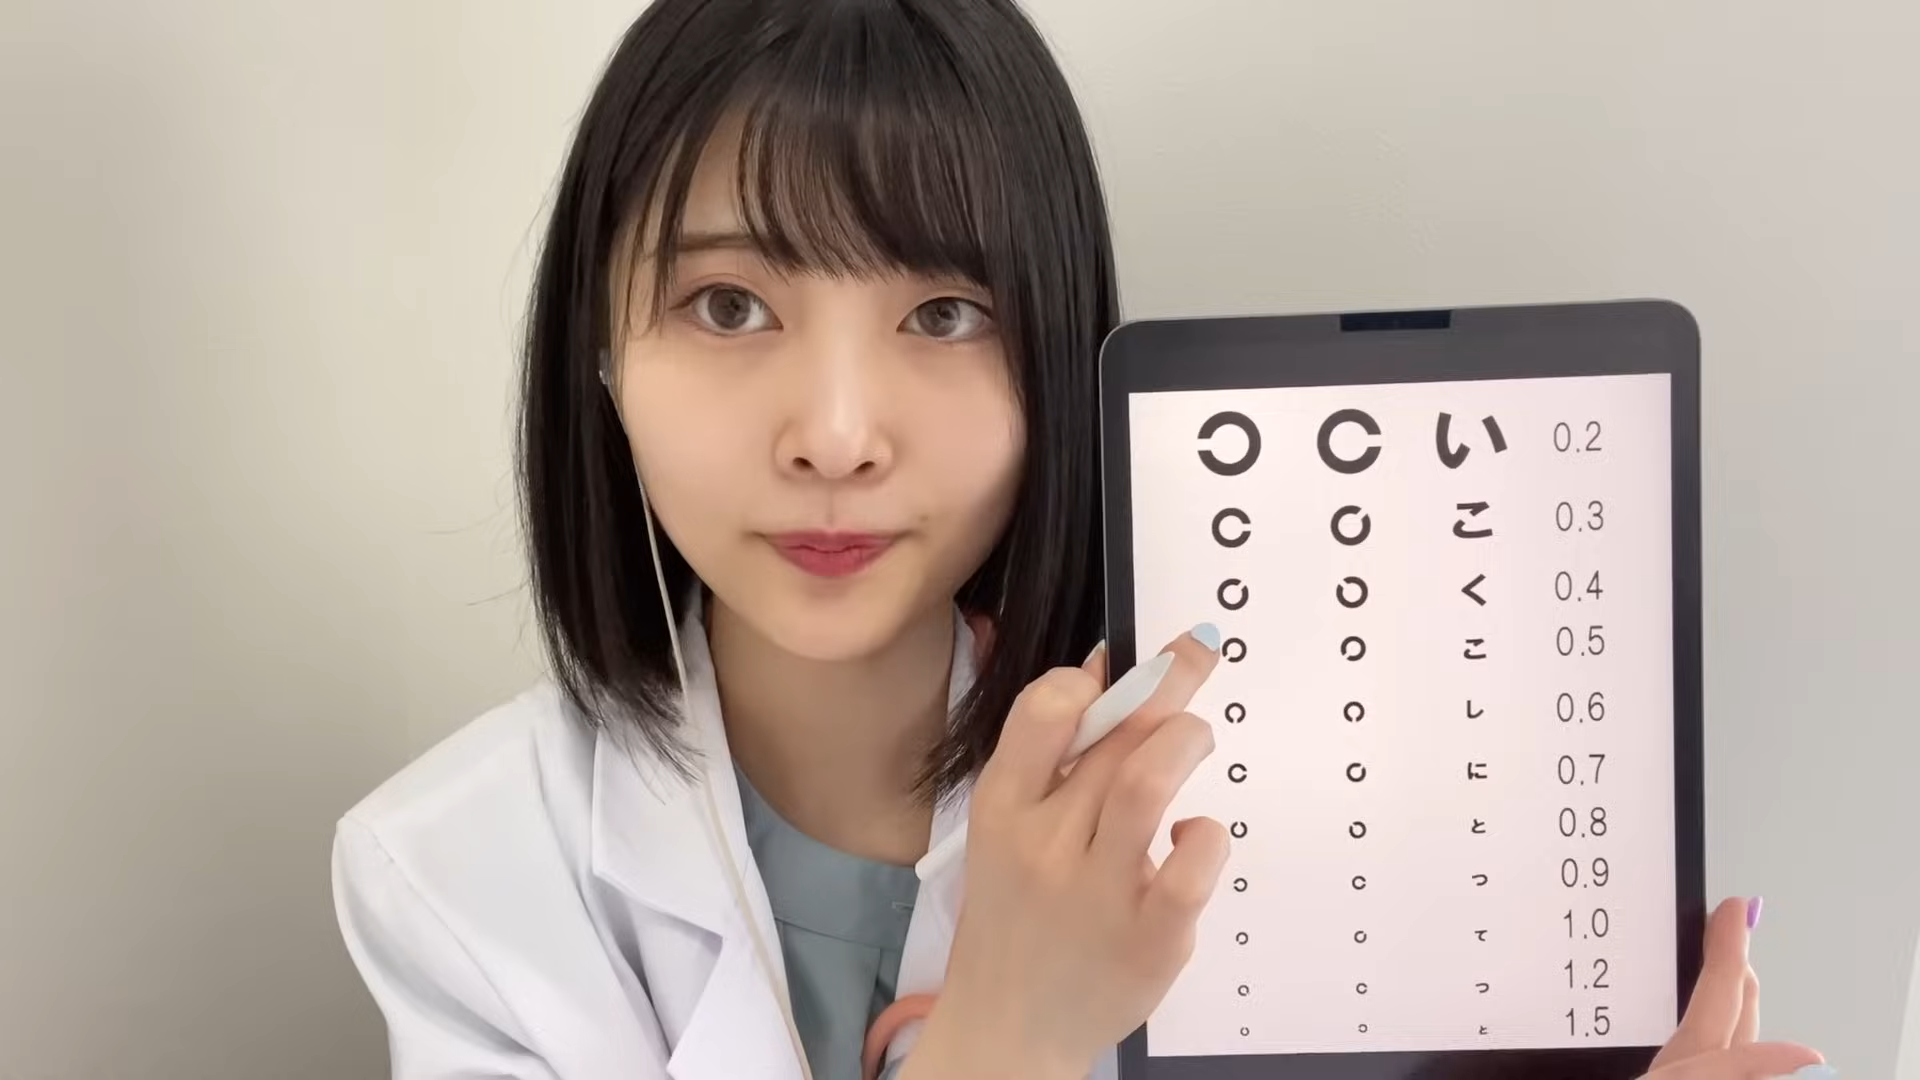 い 0.2
こ 0.3
く 0.4
こ 0.5
し 0.6
に 0.7
と 0.8
つ 0.9
て 1.0
つ 1.2
と 1.5